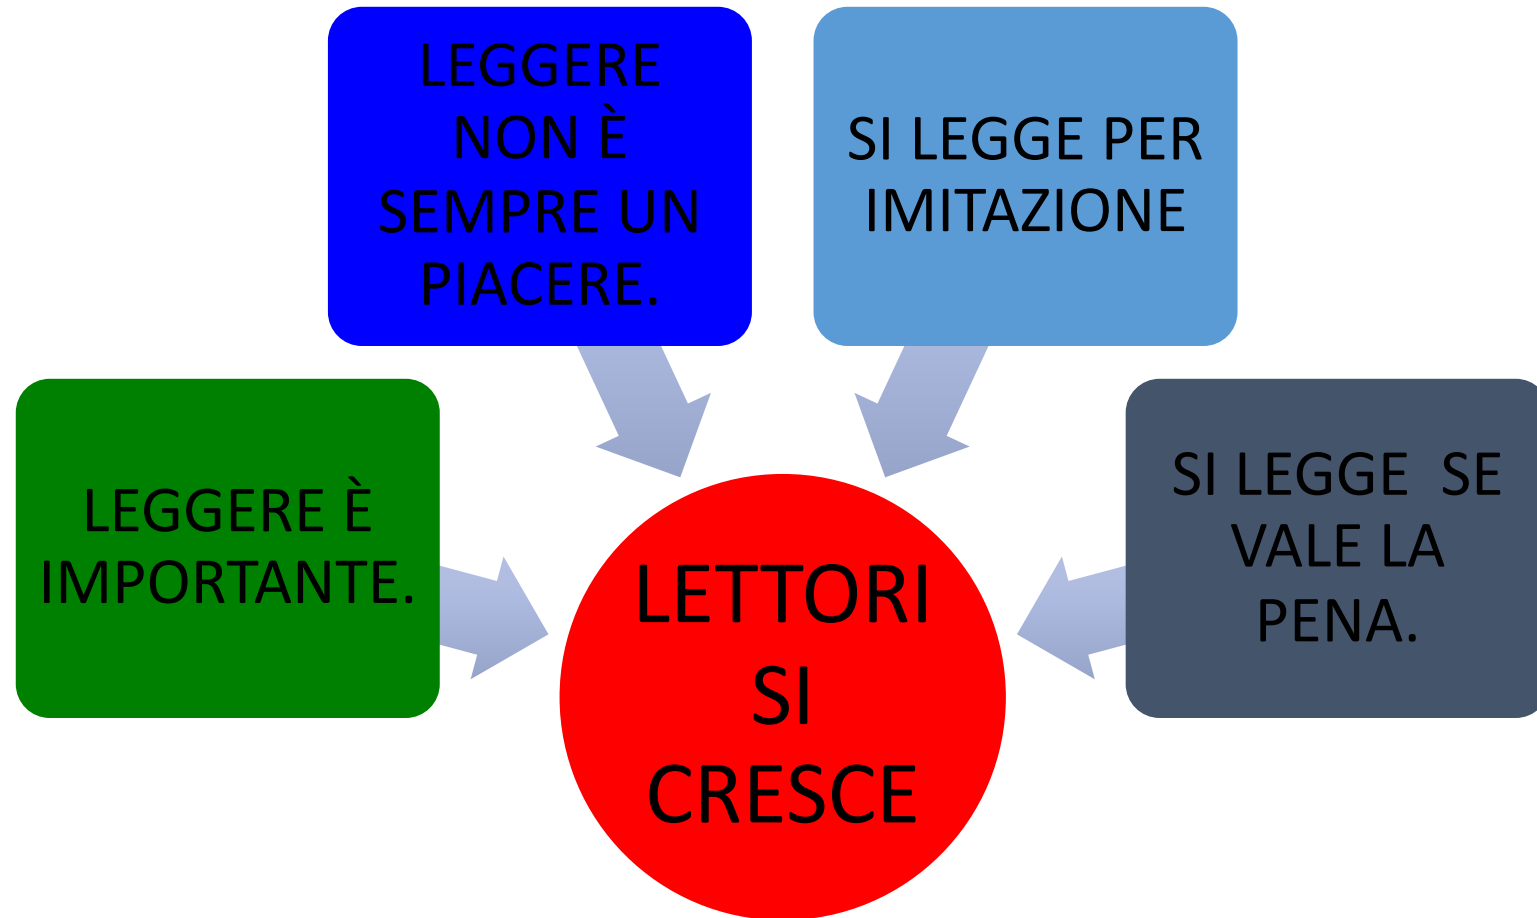 LEGGERE
NON È
SEMPRE UN
PIACERE.
SI LEGGE PER
IMITAZIONE
LEGGERE È
IMPORTANTE.
SI LEGGE  SE
VALE LA
PENA.
LETTORI
SI
CRESCE